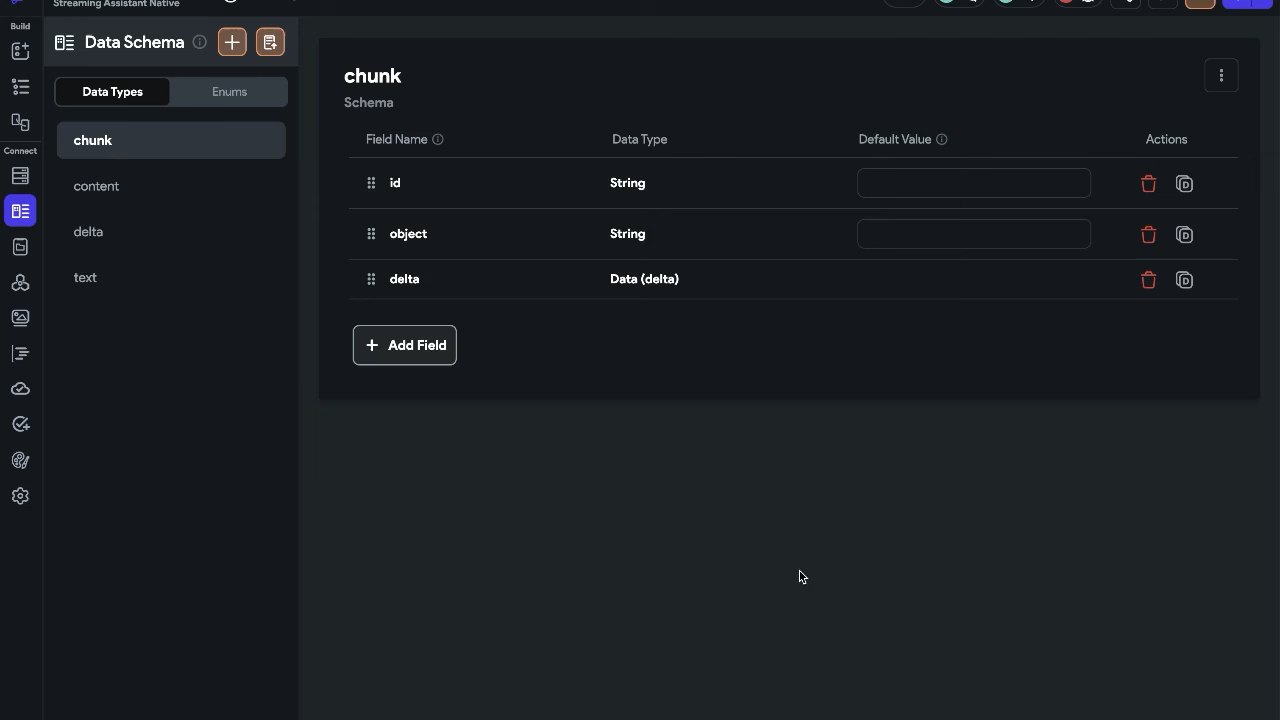 Streaming Assistant Native
Build
Data Schema
Data Types
Enums
chunk
content
delta
text
Connect
chunk
Schema
Field Name
Data Type
Default Value
Actions
id
String
object
String
delta
Data (delta)
+ Add Field